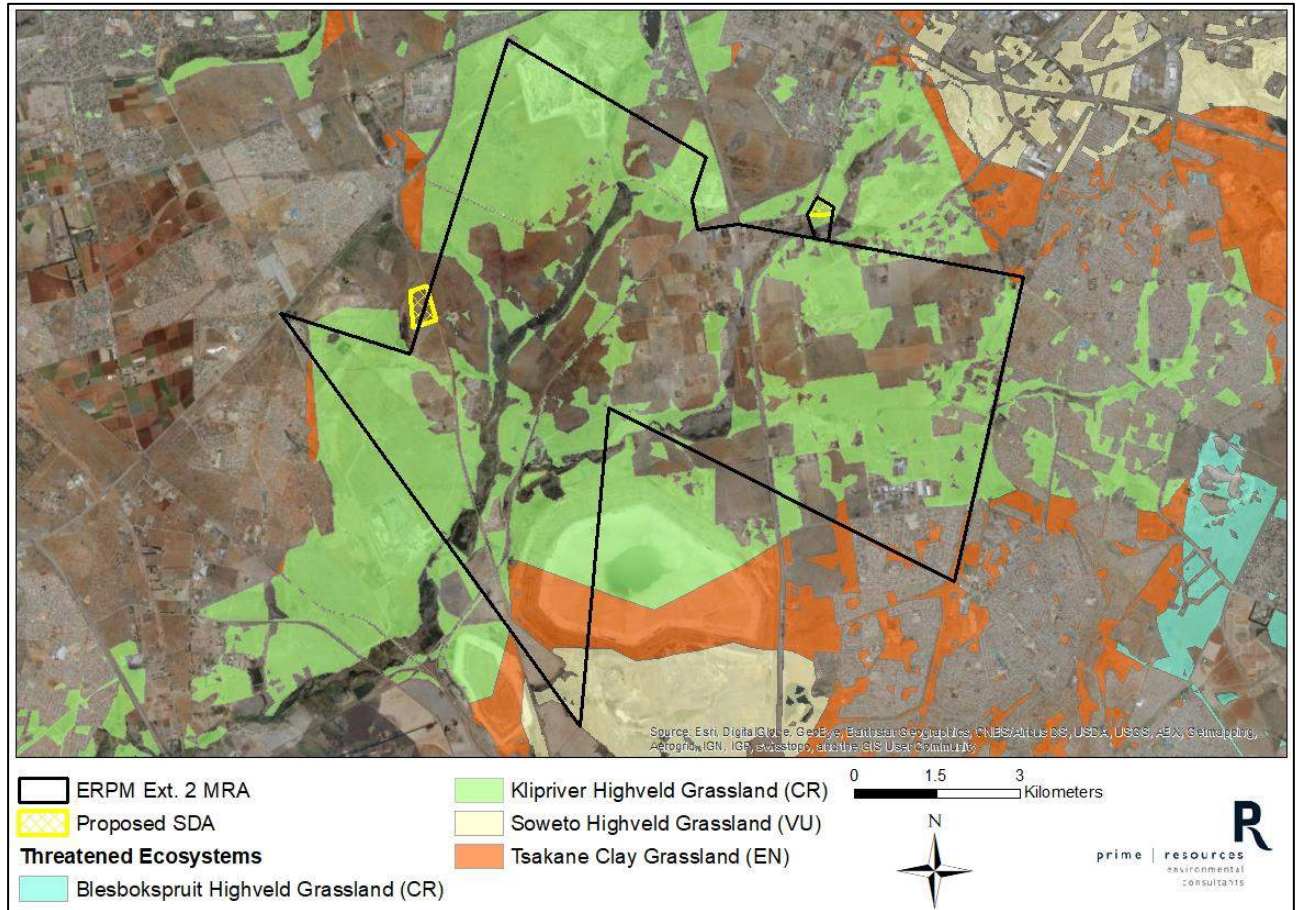 Source: Esri, DigitalGlobe, GeoEye, Earthstar Geographics, CNES/Airbus DS, USDA, USGS, AEX, Getmapping,
Aerogrid, IGN, IGP, swisstopo, and the GIS User Community
ERPM Ext. 2 MRA
Proposed SDA
Threatened Ecosystems
Blesbokspruit Highveld Grassland (CR)
Klipriver Highveld Grassland (CR)
Soweto Highveld Grassland (VU)
Tsakane Clay Grassland (EN)
0 1.5 3
Kilometers
N
R
prime | resources
environmental
consultants